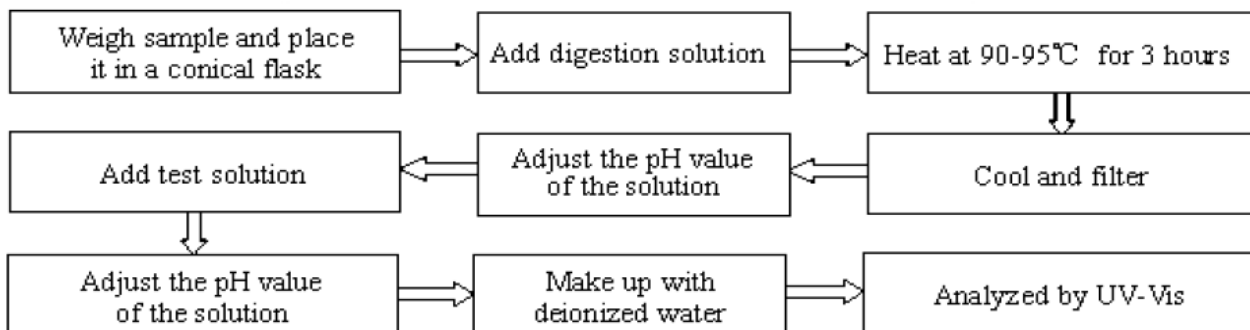 Weigh sample and place
it in a conical flask
Add digestion solution
Heat at 90-95℃ for 3 hours
Cool and filter
Adjust the pH value
of the solution
Add test solution
Adjust the pH value
of the solution
Make up with
deionized water
Analyzed by UV-Vis